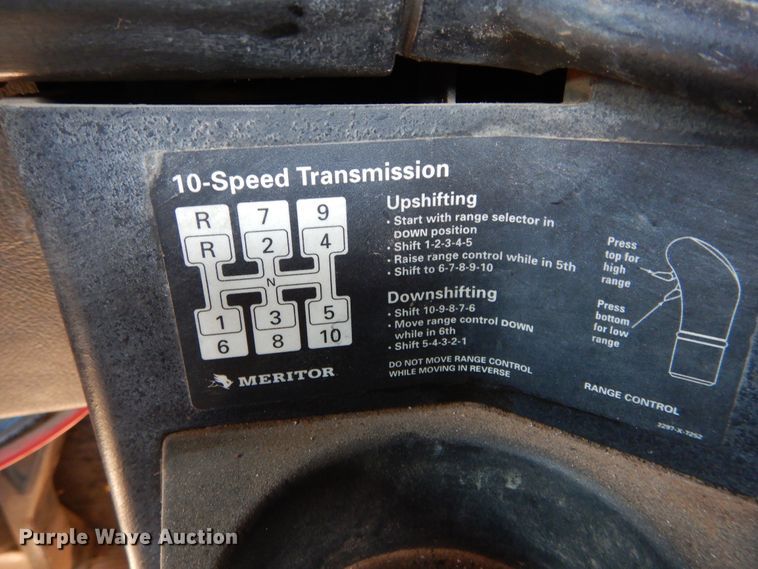 10-Speed Transmission
R 7 9
R 2 4
N
1 3 5
6 8 10
MERITOR
Upshifting
· Start with range selector in
DOWN position
· Shift 1-2-3-4-5
· Raise range control while in 5th
· Shift to 6-7-8-9-10
Downshifting
· Shift 10-9-8-7-6
· Move range control DOWN
while in 6th
· Shift 5-4-3-2-1
DO NOT MOVE RANGE CONTROL
WHILE MOVING IN REVERSE
Press
top for
high
range
Press
bottom
for low
range
RANGE CONTROL
2297-X-7252
Purple Wave Auction®